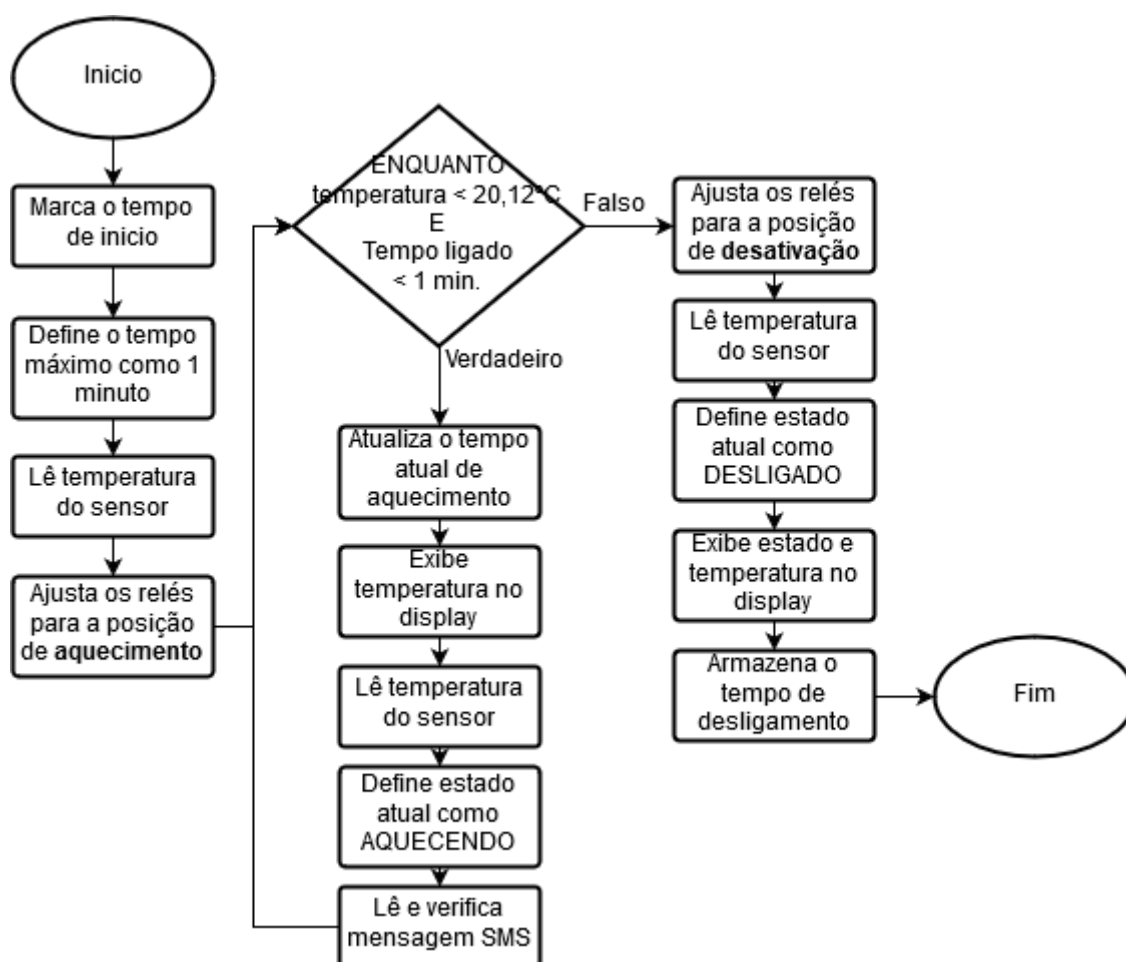 Inicio
Marca o tempo
de inicio
Define o tempo
máximo como 1
minuto
Lê temperatura
do sensor
Ajusta os relés
para a posição
de aquecimento
ENQUANTO
temperatura < 20,12°C
E
Tempo ligado
< 1 min.
Falso
Verdadeiro
Atualiza o tempo
atual de
aquecimento
Exibe
temperatura no
display
Lê temperatura
do sensor
Define estado
atual como
AQUECENDO
Lê e verifica
mensagem SMS
Ajusta os relés
para a posição
de desativação
Lê temperatura
do sensor
Define estado
atual como
DESLIGADO
Exibe estado e
temperatura no
display
Armazena o
tempo de
desligamento
Fim